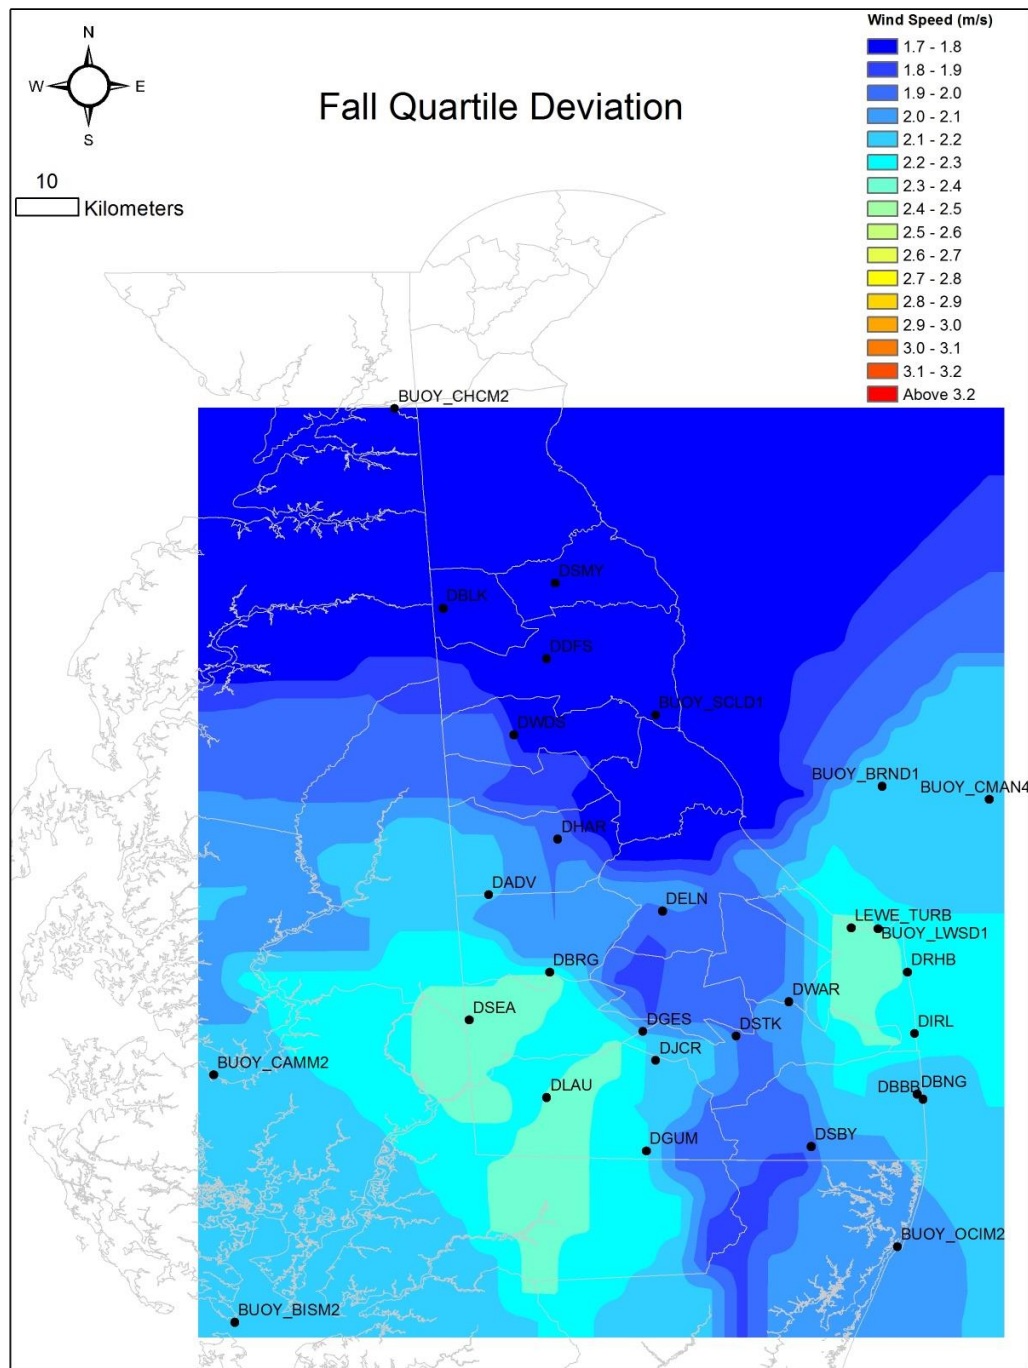 Wind Speed (m/s)
1.7 - 1.8
1.8 - 1.9
1.9 - 2.0
2.0 - 2.1
2.1 - 2.2
2.2 - 2.3
2.3 - 2.4
2.4 - 2.5
2.5 - 2.6
2.6 - 2.7
2.7 - 2.8
2.8 - 2.9
2.9 - 3.0
3.0 - 3.1
3.1 - 3.2
Above 3.2
N
W E
S
Fall Quartile Deviation
10
Kilometers
BUOY_CHCM2
DSMY
DBLK
DDFS
BUOY_SCLD1
DWDS
BUOY_BRND1
BUOY_CMAN4
DHAR
DADV
DELN
LEWE_TURB
BUOY_LWSD1
DBRG
DRHB
DWAR
DSEA
DGES
DSTK
DIRL
DJCR
BUOY_CAMM2
DLAU
DBBB
DBNG
DGUM
DSBY
BUOY_OCIM2
BUOY_BISM2